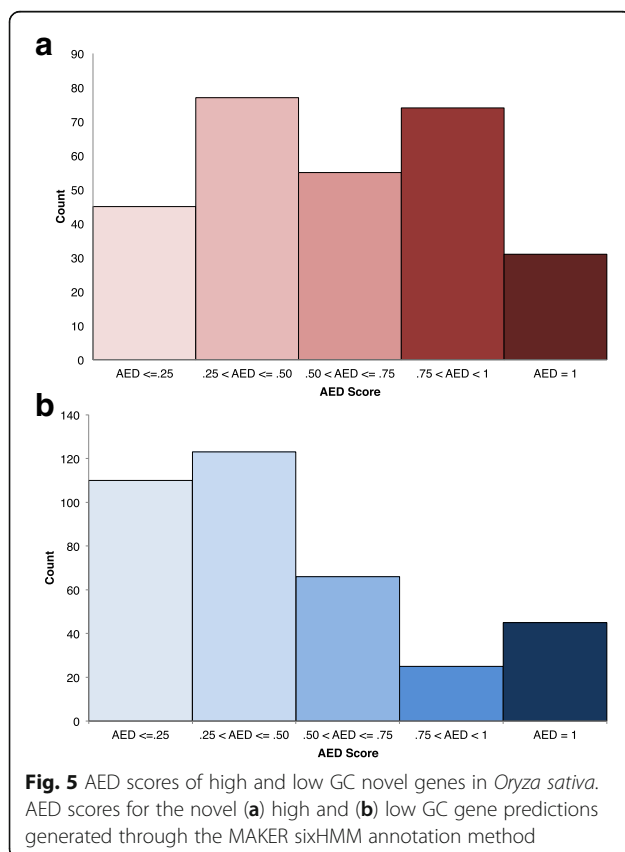 a
90
80
70
60
50
40
30
20
10
0
Count
AED <=.25
.25 < AED <= .50
.50 < AED <= .75
.75 < AED < 1
AED = 1
AED Score
b
140
120
100
80
60
40
20
0
Count
AED <=.25
.25 < AED <= .50
.50 < AED <= .75
.75 < AED < 1
AED = 1
AED Score
Fig. 5 AED scores of high and low GC novel genes in Oryza sativa.
AED scores for the novel (a) high and (b) low GC gene predictions
generated through the MAKER sixHMM annotation method